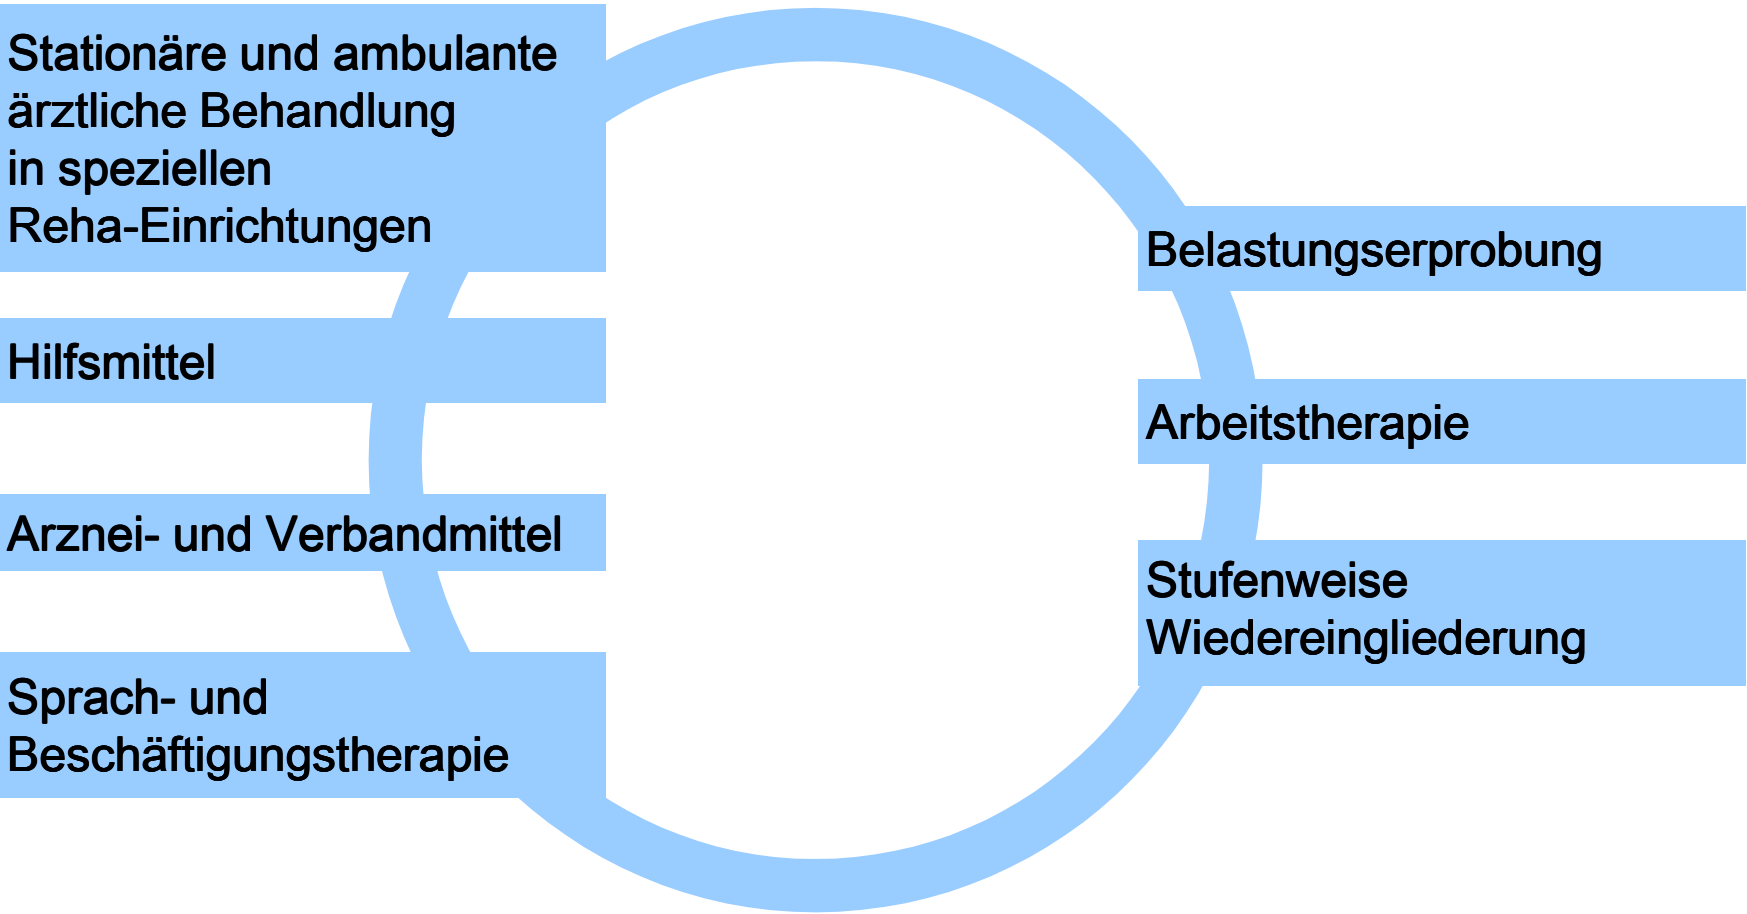 Stationäre und ambulante
ärztliche Behandlung
in speziellen
Reha-Einrichtungen
Hilfsmittel
Arznei- und Verbandmittel
Sprach- und
Beschäftigungstherapie
Belastungserprobung
Arbeitstherapie
Stufenweise
Wiedereingliederung